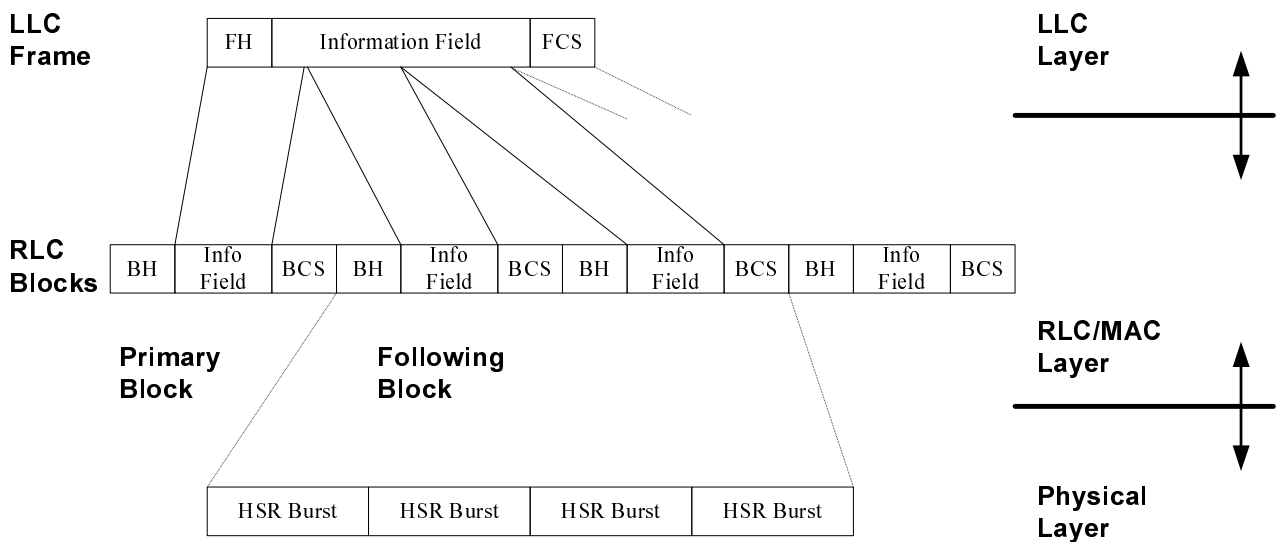 LLC
Frame
FH Information Field FCS
LLC
Layer
RLC
Blocks
BH Info
Field BCS BH Info
Field BCS BH Info
Field BCS BH Info
Field BCS
Primary
Block
Following
Block
RLC/MAC
Layer
HSR Burst HSR Burst HSR Burst HSR Burst
Physical
Layer